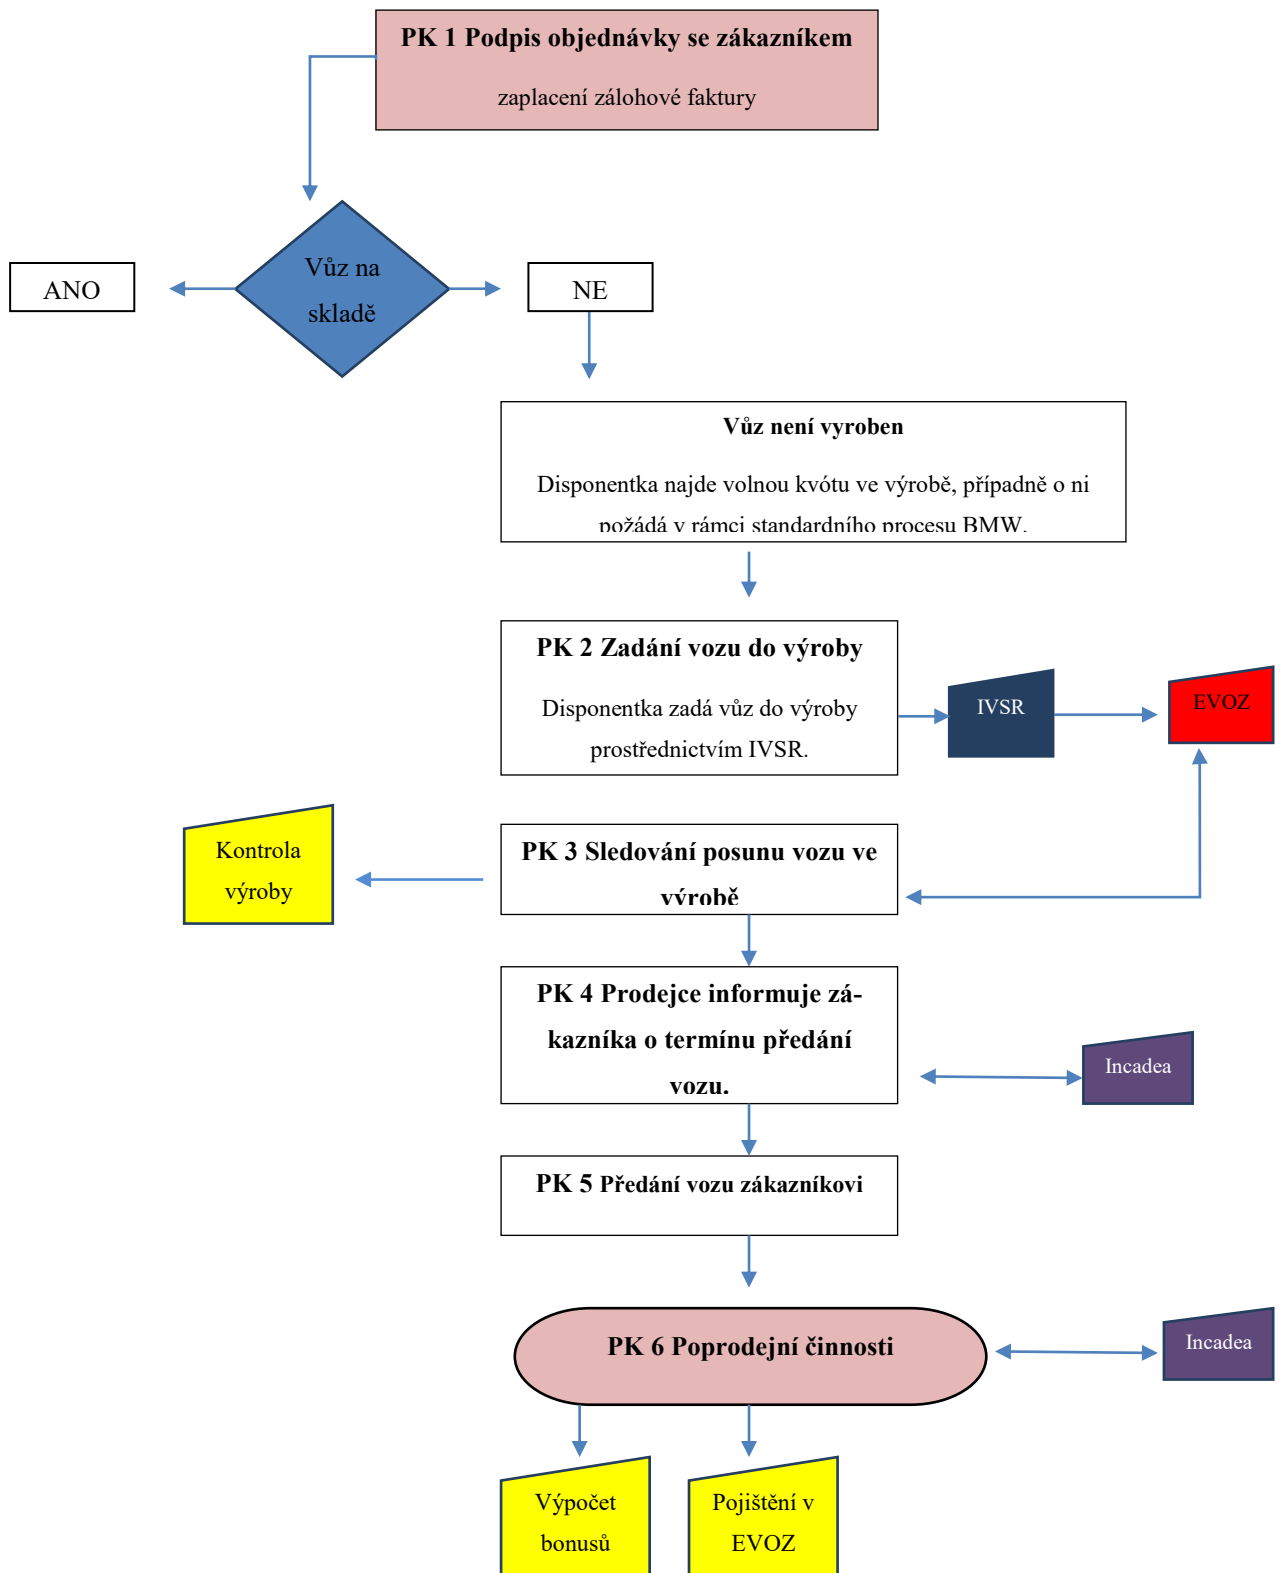 PK 1 Podpis objednávky se zákazníkem
zaplacení zálohové faktury
Vůz na
skladě
ANO
NE
Vůz není vyroben
Disponentka najde volnou kvótu ve výrobě, případně o ni
požádá v rámci standardního procesu BMW.
PK 2 Zadání vozu do výroby
Disponentka zadá vůz do výroby
prostřednictvím IVSR.
IVSR
EVOZ
Kontrola
výroby
PK 3 Sledování posunu vozu ve
výrobě
PK 4 Prodejce informuje zá-
kazníka o termínu předání
vozu.
Incadea
PK 5 Předání vozu zákazníkovi
PK 6 Poprodejní činnosti
Incadea
Výpočet
bonusů
Pojištění v
EVOZ